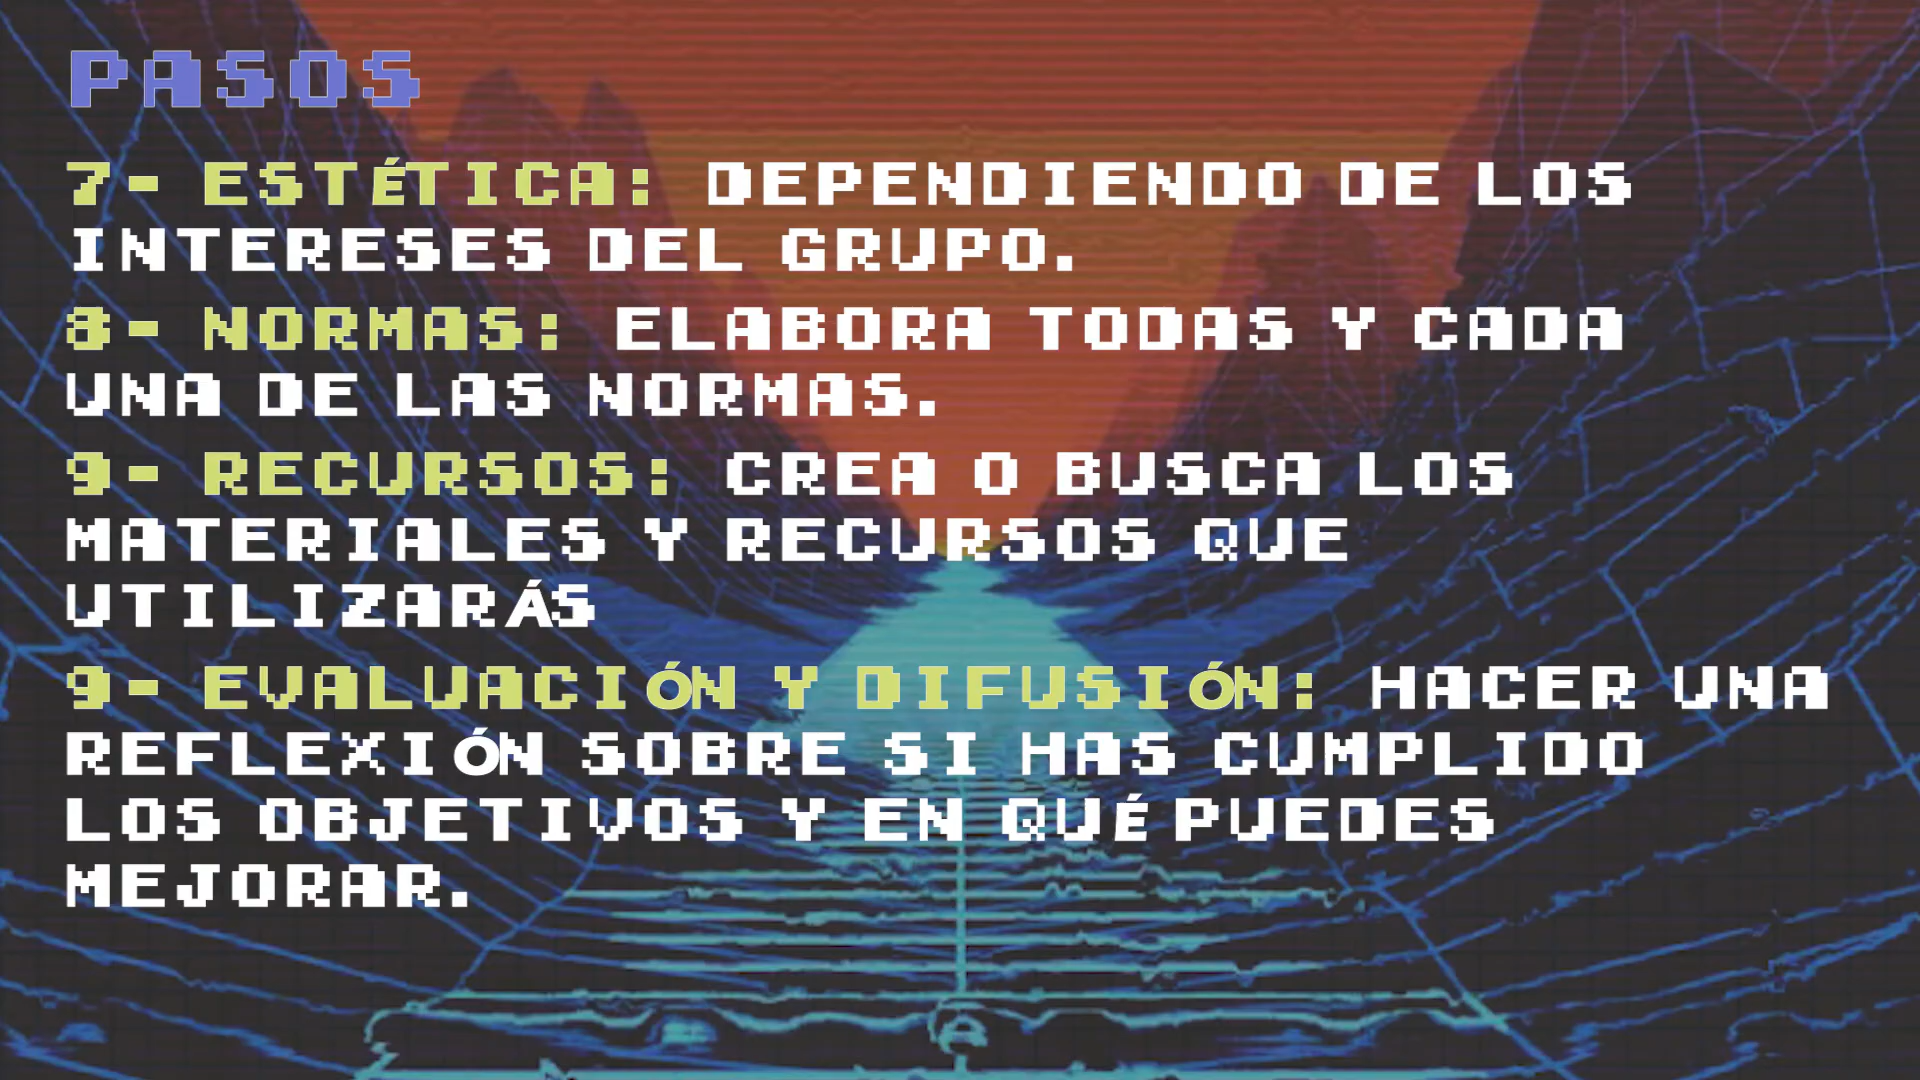 PASOS
7- ESTÉTICA: DEPENDIENDO DE LOS
INTERESES DEL GRUPO.
8- NORMAS: ELABORA TODAS Y CADA
UNA DE LAS NORMAS.
9- RECURSOS: CREA O BUSCA LOS
MATERIALES Y RECURSOS QUE
UTILIZARÁS
9- EVALUACIÓN Y DIFUSIÓN: HACER UNA
REFLEXIÓN SOBRE SI HAS CUMPLIDO
LOS OBJETIVOS Y EN QUÉ PUEDES
MEJORAR.